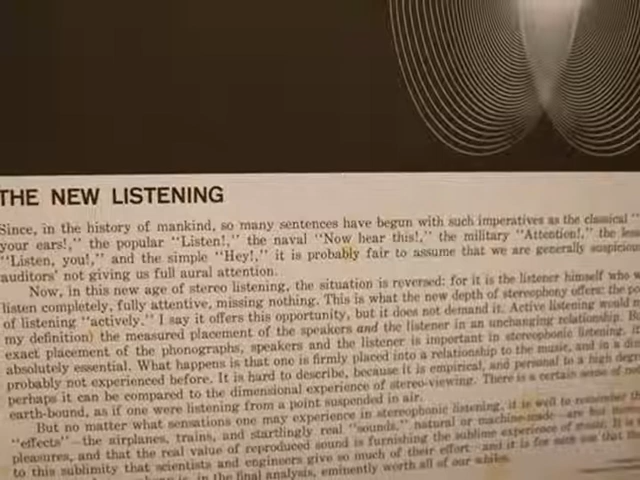 THE NEW LISTENING
Since, in the history of mankind, so many sentences have begun with such imperatives as the classical
your ears!," the popular "Listen!," the naval "Now hear this!," the military "Attention!," the
"Listen, you!," and the simple "Hey!," it is probably fair to assume that we are generally suspicious
auditors' not giving us full aural attention.
Now, in this new age of stereo listening, the situation is reversed: for it is the listener himself who
listen completely, fully attentive, missing nothing. This is what the new depth of stereophony offers: the
of listening "actively." I say it offers this opportunity, but it does not demand it. Active listening would
my definition) the measured placement of the speakers and the listener in an unchanging relationship.
exact placement of the phonographs, speakers and the listener is important in stereophonic listening,
absolutely essential. What happens is that one is firmly placed into a relationship to the music, and in a
probably not experienced before. It is hard to describe, because it is empirical, and personal to a high
perhaps it can be compared to the dimensional experience of stereo-viewing. There is a certain sense of
earth-bound, as if one were listening from a point suspended in air.
But no matter what sensations one may experience in stereophonic listening, it is well to remember
"effects"—the airplanes, trains, and startlingly real "sounds," natural or machine-made—are but
pleasures, and that the real value of reproduced sound is furnishing the sublime experience of music. It is
to this sublimity that scientists and engineers give so much of their effort—and it is for
is, in the final analysis, eminently worth all of our